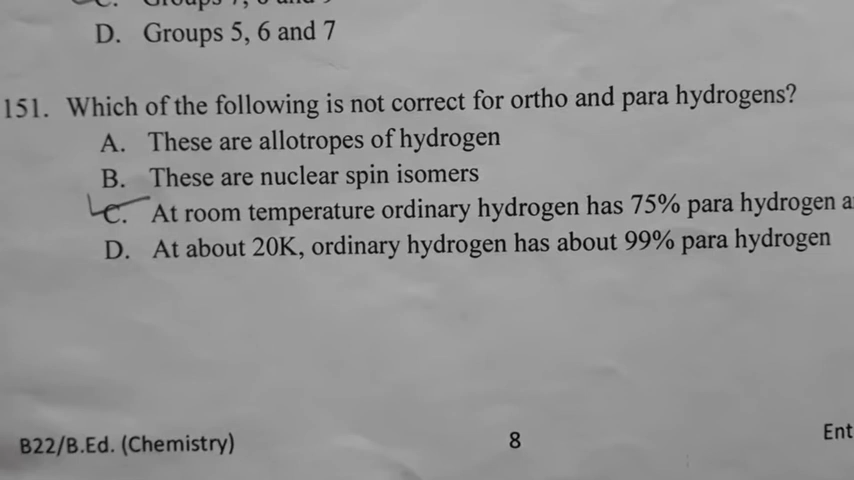 D. Groups 5, 6 and 7
151. Which of the following is not correct for ortho and para hydrogens?
A. These are allotropes of hydrogen
B. These are nuclear spin isomers
C. At room temperature ordinary hydrogen has 75% para hydrogen
D. At about 20K, ordinary hydrogen has about 99% para hydrogen
B22/B.Ed. (Chemistry) 8